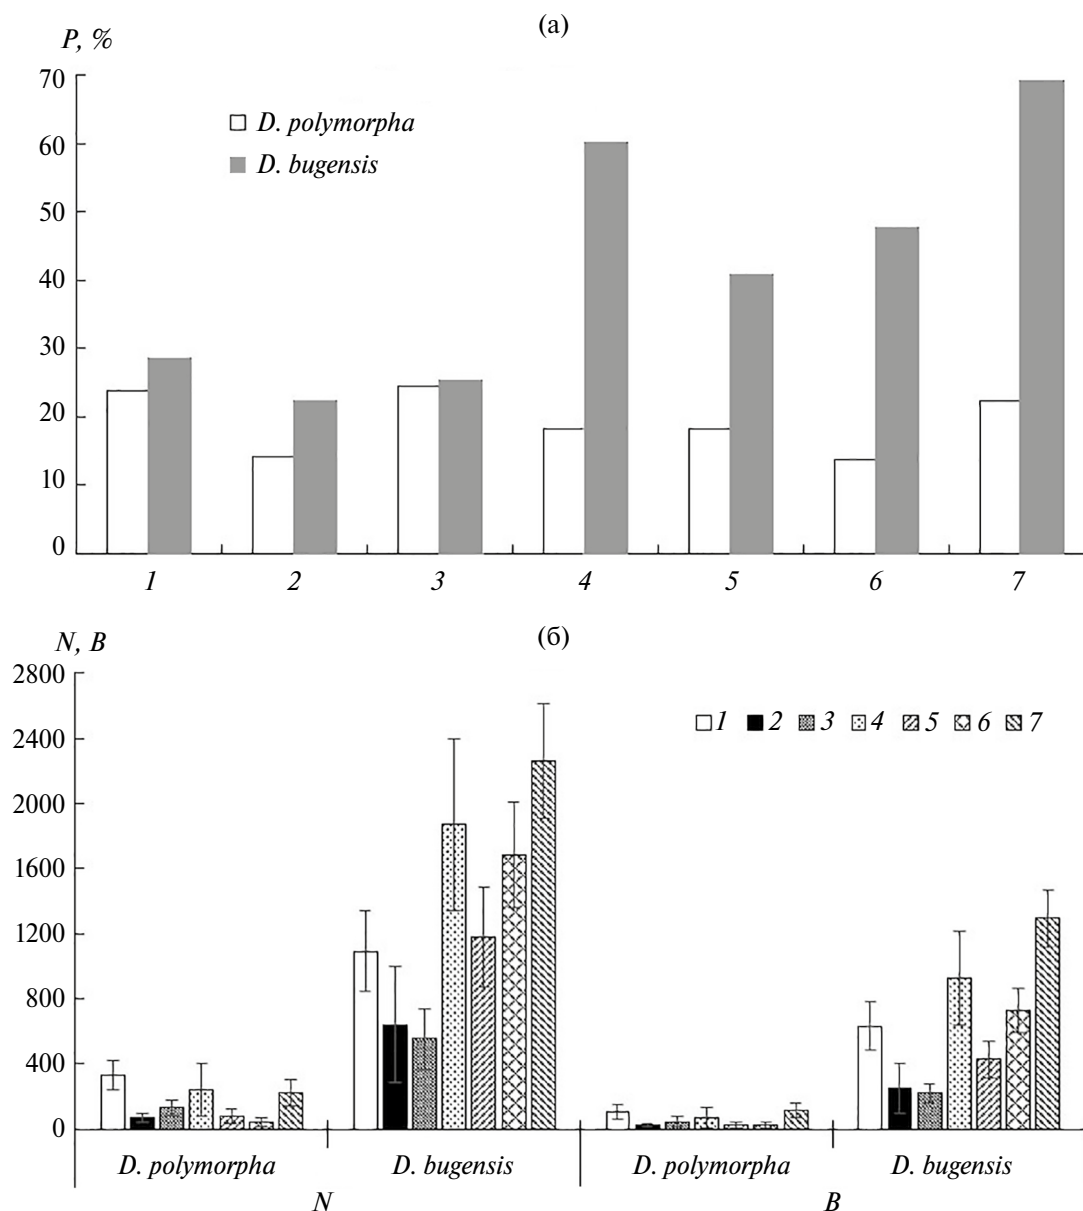 (а)
P, %
70
60
50
40
30
20
10
0
D. polymorpha
D. bugensis
1 2 3 4 5 6 7
(б)
N, B
2800
2400
2000
1600
1200
800
400
0
1 2 3 4 5 6 7
D. polymorpha D. bugensis D. polymorpha D. bugensis
N B